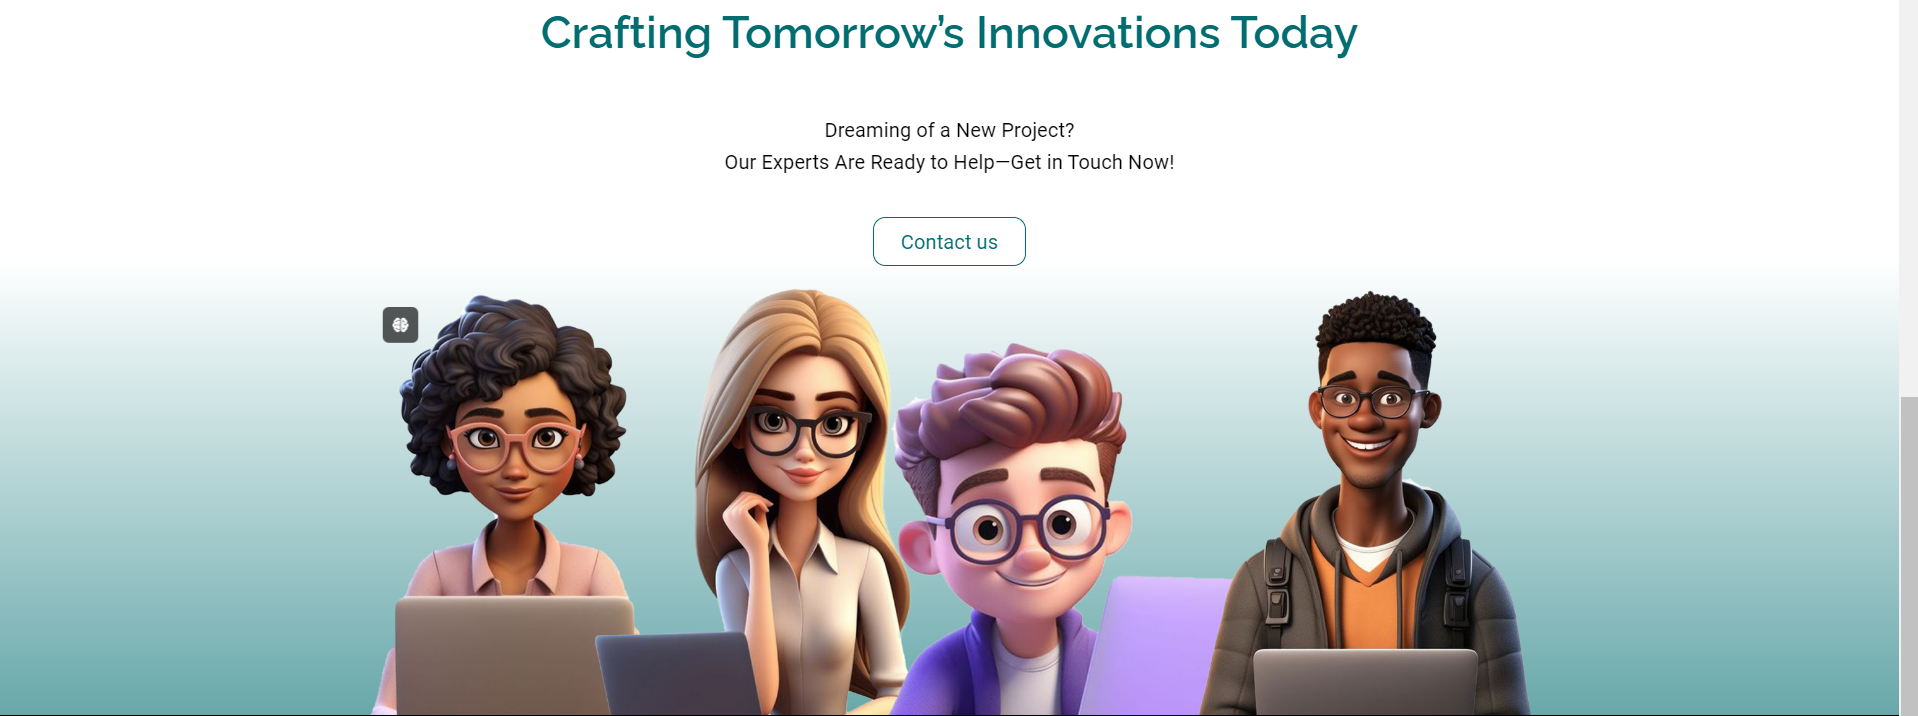 Crafting Tomorrow’s Innovations Today
Dreaming of a New Project?
Our Experts Are Ready to Help—Get in Touch Now!
Contact us